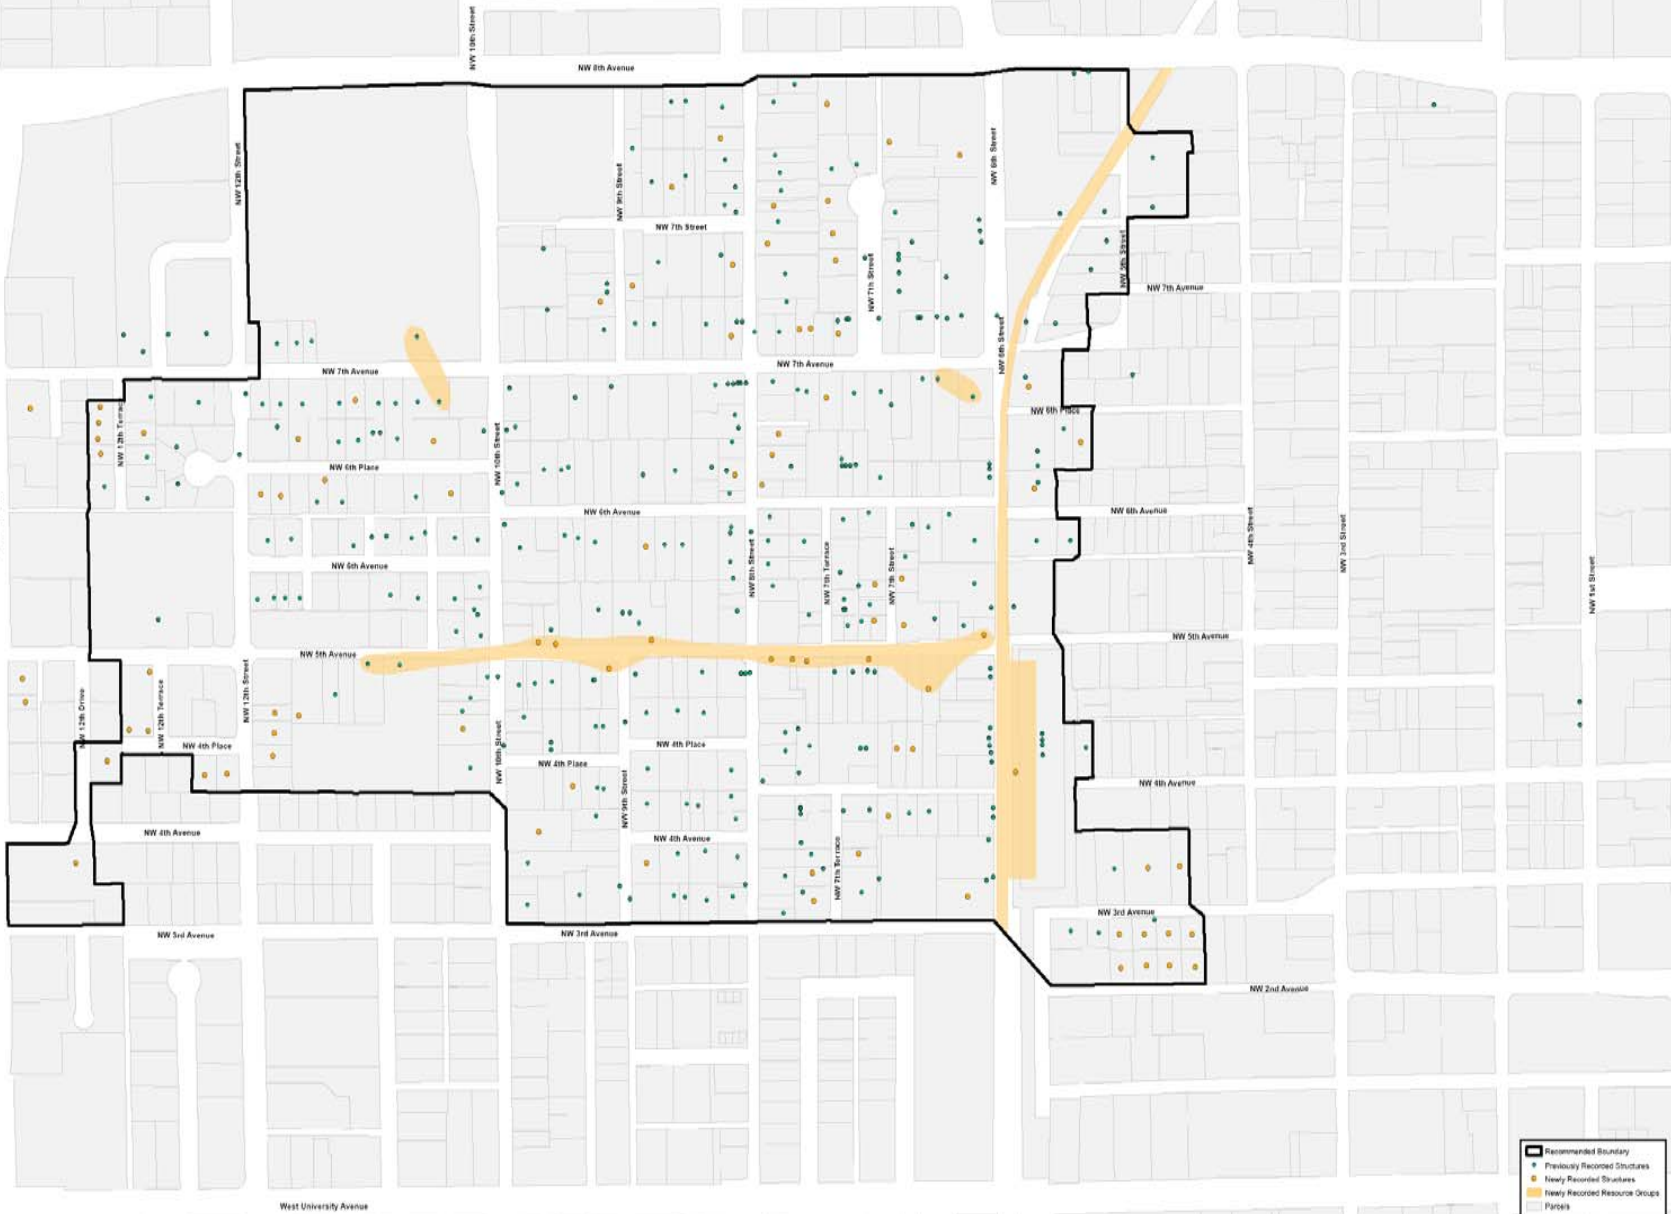 NW 10th Street
NW 8th Avenue
NW 12th Street
NW 9th Street
NW 6th Street
NW 7th Street
NW 7th Street
NW 5th Street
NW 7th Avenue
NW 6th Street
NW 7th Avenue
NW 7th Avenue
NW 12th Terrace
NW 6th Place
NW 10th Street
NW 6th Place
NW 6th Avenue
NW 6th Avenue
NW 4th Street
NW 3rd Street
NW 8th Street
NW 7th Terrace
NW 7th Street
NW 1st Street
NW 6th Avenue
NW 5th Avenue
NW 5th Avenue
NW 12th Street
NW 12th Drive
NW 12th Terrace
NW 4th Place
NW 10th Street
NW 4th Place
NW 4th Place
NW 9th Street
NW 4th Avenue
NW 4th Avenue
NW 4th Avenue
NW 7th Terrace
NW 3rd Avenue
NW 3rd Avenue
NW 3rd Avenue
NW 2nd Avenue
West University Avenue
Recommended Boundary
Previously Recorded Structures
Newly Recorded Structures
Newly Recorded Resource Groups
Parcels